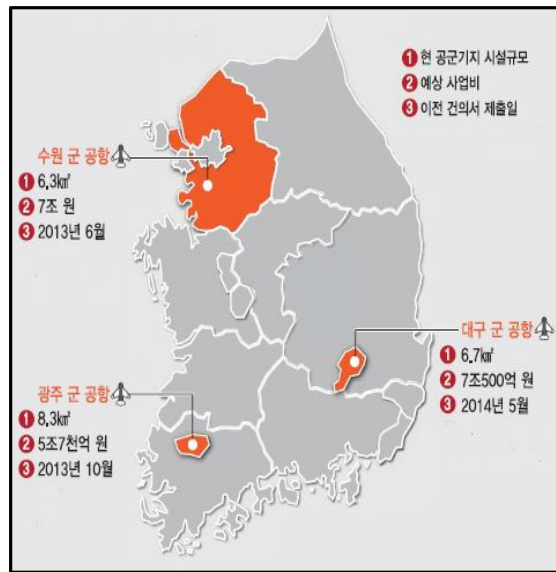 ❶ 현 공군기지 시설규모
❷ 예상 사업비
❸ 이전 건의서 제출일
수원 군 공항
❶ 6.3㎢
❷ 7조 원
❸ 2013년 6월
대구 군 공항
❶ 6.7㎢
❷ 7조500억 원
❸ 2014년 5월
광주 군 공항
❶ 8.3㎢
❷ 5조7천억 원
❸ 2013년 10월